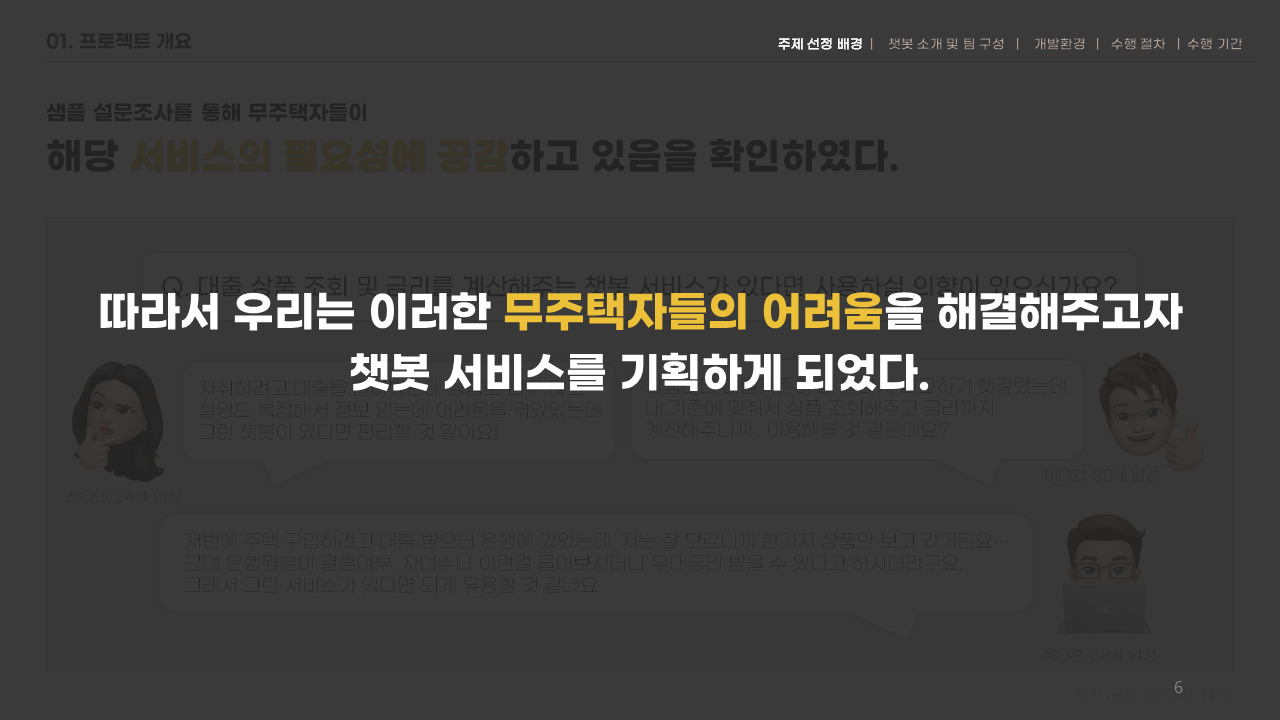 01. 프로젝트 개요
주제 선정 배경 | 챗봇 소개 및 팀 구성 | 개발환경 | 수행 절차 | 수행 기간
샘플 설문조사를 통해 무주택자들이
해당 서비스의 필요성에 공감하고 있음을 확인하였다.
Q. 대출 상품 조회 및 금리를 계산해주는 챗봇 서비스가 있다면 사용하실 의향이 있으신가요?
따라서 우리는 이러한 무주택자들의 어려움을 해결해주고자
챗봇 서비스를 기획하게 되었다.
자취하려고 대출을
설명도 복잡해서 정보 얻는데 어려움을 겪었었는데
그런 챗봇이 있다면 편리할 것 같아요!
헷갈렸는데
내 기준에 맞춰서 상품 조회해주고 금리까지
계산해주니까.. 이용해볼 것 같은데요?
신O민, 24세 여성
30세 남성
저번에 주택 구입하려고 대출 받으러 은행에 갔었는데, 저는 잘 모르니까 한가지 상품만 보고 갔거든요…
근데 은행원분이 결혼여부, 자녀수니 이런걸 물어보시더니 우대금리 받을 수 있다고 하시더라구요.
그래서 그런 서비스가 있다면 되게 유용할 것 같네요
38세 남성
6